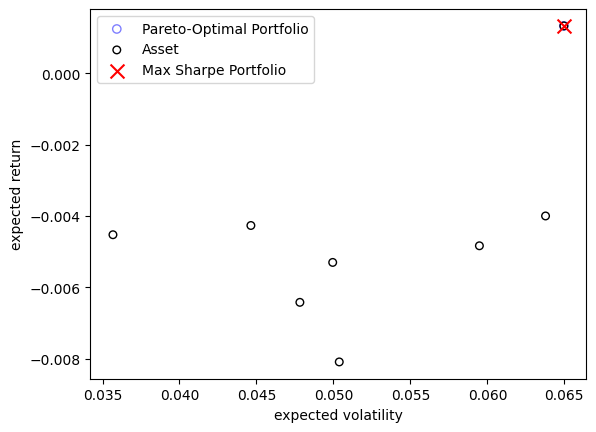 Pareto-Optimal Portfolio
Asset
Max Sharpe Portfolio
expected return
0.000
−0.002
−0.004
−0.006
−0.008
0.035 0.040 0.045 0.050 0.055 0.060 0.065
expected volatility